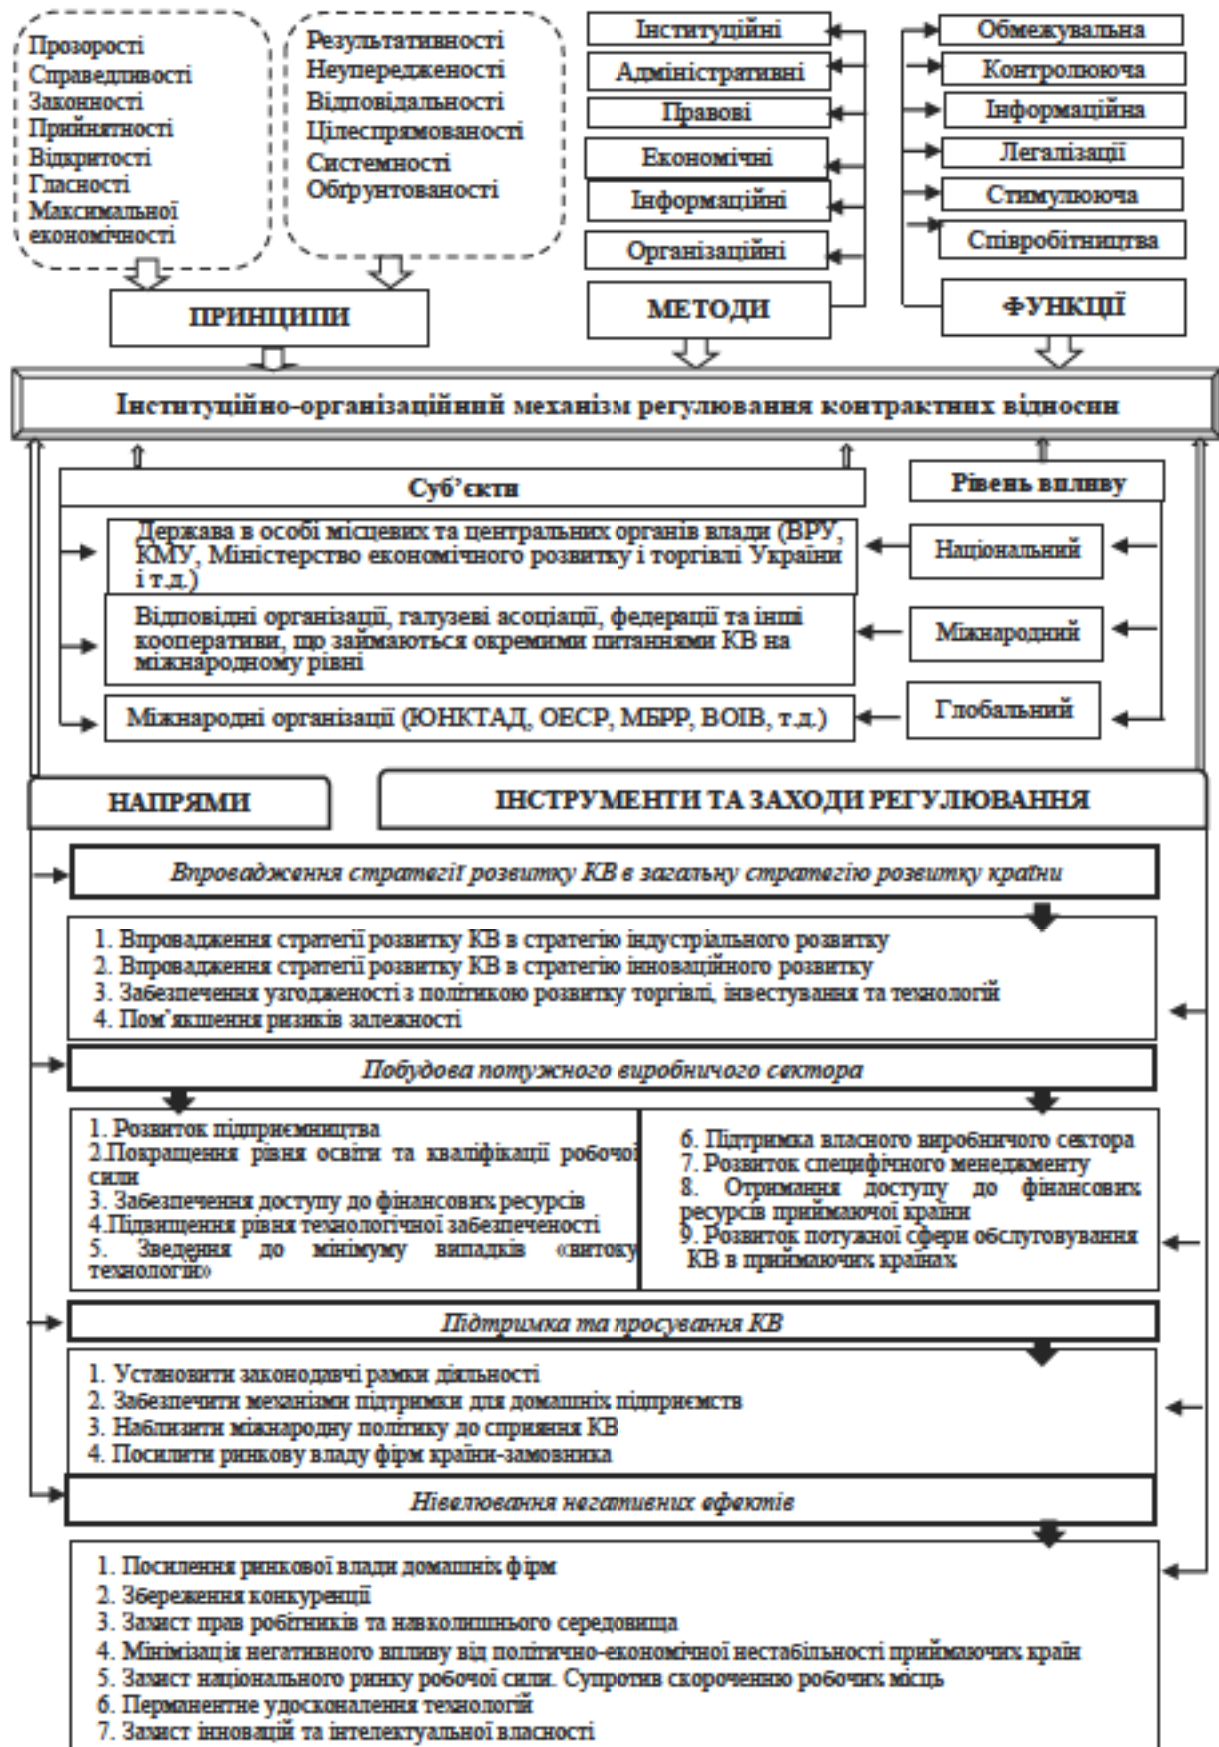 Прозорості
Справедливості
Законності
Прийнятності
Відкритості
Гласності
Максимальної
економічності
Результативності
Неупередженості
Відповідальності
Цілеспрямованості
Системності
Обґрунтованості
ПРИНЦИПИ
Інституційні
Адміністративні
Правові
Економічні
Інформаційні
Організаційні
МЕТОДИ
Обмежувальна
Контролююча
Інформаційна
Легалізації
Стимулююча
Співробітництва
ФУНКЦІЇ
Інституційно-організаційний механізм регулювання контрактних відносин
Суб’єкти
Рівень впливу
Держава в особі місцевих та центральних органів влади (ВРУ,
КМУ, Міністерство економічного розвитку і торгівлі України
і т.д.)
Національний
Відповідні організації, галузеві асоціації, федерації та інші
кооперативи, що займаються окремими питаннями КВ на
міжнародному рівні
Міжнародний
Міжнародні організації (ЮНКТАД, ОЕСР, МБРР, ВОІВ, т.д.)
Глобальний
НАПРЯМИ
ІНСТРУМЕНТИ ТА ЗАХОДИ РЕГУЛЮВАННЯ
Впровадження стратегії розвитку КВ в загальну стратегію розвитку країни
1. Впровадження стратегії розвитку КВ в стратегію індустріального розвитку
2. Впровадження стратегії розвитку КВ в стратегію інноваційного розвитку
3. Забезпечення узгодженості з політикою розвитку торгівлі, інвестування та технологій
4. Пом’якшення ризиків залежності
Побудова потужного виробничого сектора
1. Розвиток підприємництва
2.Покращення рівня освіти та кваліфікації робочої
сили
3. Забезпечення доступу до фінансових ресурсів
4.Підвищення рівня технологічної забезпеченості
5. Зведення до мінімуму випадків «витоку
технологій»
6. Підтримка власного виробничого сектора
7. Розвиток специфічного менеджменту
8. Отримання доступу до фінансових
ресурсів приймаючої країни
9. Розвиток потужної сфери обслуговування
КВ в приймаючих країнах
Підтримка та просування КВ
1. Установити законодавчі рамки діяльності
2. Забезпечити механізми підтримки для домашніх підприємств
3. Наблизити міжнародну політику до сприяння КВ
4. Посилити ринкову владу фірм країни-замовника
Нівелювання негативних ефектів
1. Посилення ринкової влади домашніх фірм
2. Збереження конкуренції
3. Захист прав робітників та навколишнього середовища
4. Мінімізація негативного впливу від політично-економічної нестабільності приймаючих країн
5. Захист національного ринку робочої сили. Супротив скороченню робочих місць
6. Перманентне удосконалення технологій
7. Захист інновацій та інтелектуальної власності